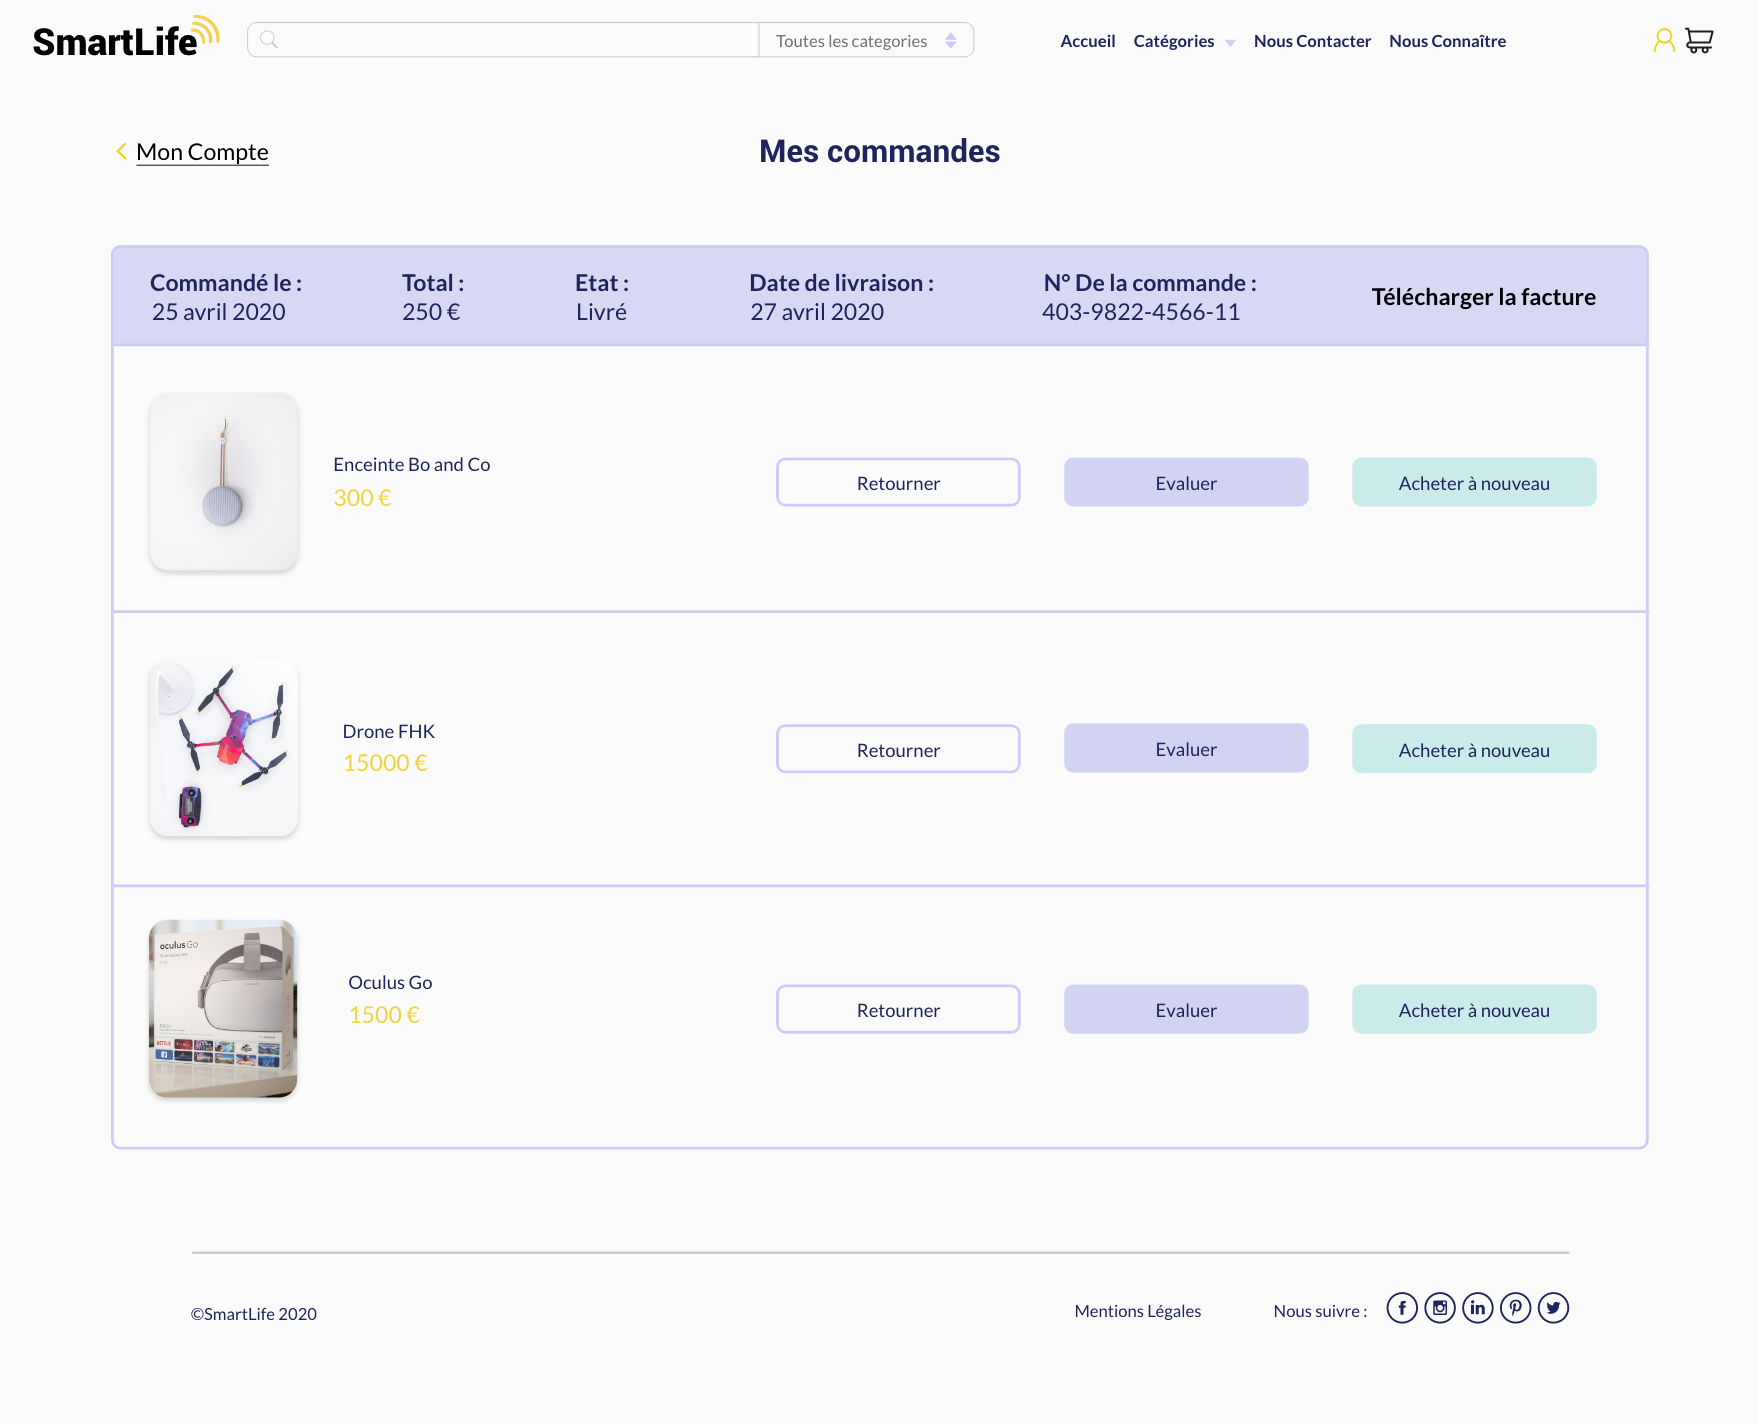 SmartLife
Toutes les categories
Accueil
Catégories
Nous Contacter
Nous Connaître
Mon Compte
Mes commandes
Commandé le :
25 avril 2020
Total :
250 €
Etat :
Livré
Date de livraison :
27 avril 2020
N° De la commande :
403-9822-4566-11
Télécharger la facture
Enceinte Bo and Co
300 €
Retourner
Evaluer
Acheter à nouveau
Drone FHK
15000 €
Retourner
Evaluer
Acheter à nouveau
oculus Go
NETFLIX
Oculus Go
1500 €
Retourner
Evaluer
Acheter à nouveau
©SmartLife 2020
Mentions Légales
Nous suivre :